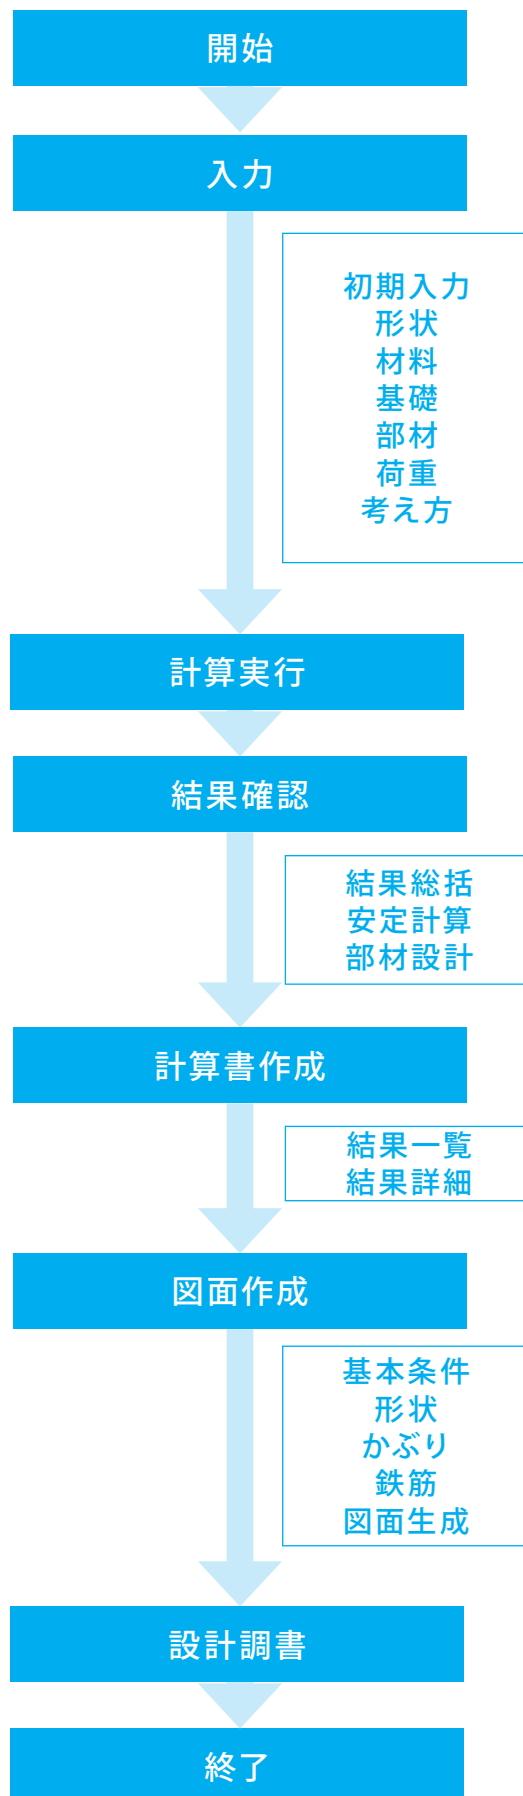 開始
入力
初期入力
形状
材料
基礎
部材
荷重
考え方
計算実行
結果確認
結果総括
安定計算
部材設計
計算書作成
結果一覧
結果詳細
図面作成
基本条件
形状
かぶり
鉄筋
図面生成
設計調書
終了